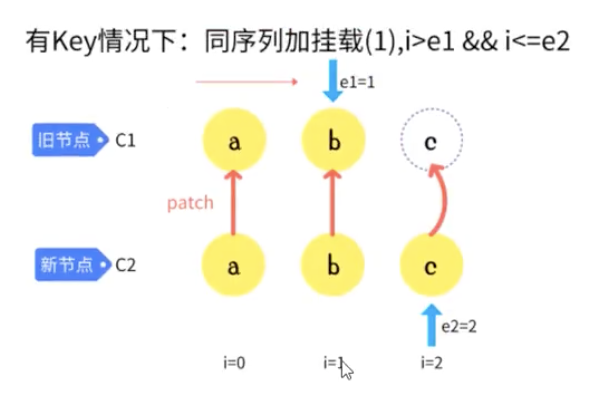 有Key情况下：同序列加挂载(1),i>e1 && i<=e2
e1=1
旧节点 C1 a b c
patch
新节点 C2 a b c
e2=2
i=0 i=1 i=2